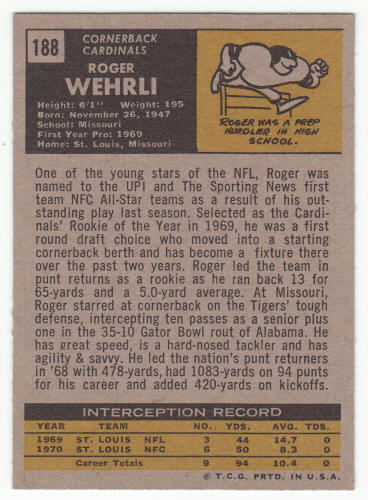 188
CORNERBACK
CARDINALS
ROGER
WEHRLI
Height: 6'1" Weight: 195
Born: November 26, 1947
School: Missouri
First Year Pro: 1969
Home: St. Louis, Missouri
ROGER WAS A PREP
HURDLER IN HIGH
SCHOOL.
One of the young stars of the NFL, Roger was
named to the UPI and The Sporting News first
team NFC All-Star teams as a result of his out-
standing play last season. Selected as the Cardi-
nals' Rookie of the Year in 1969, he was a first
round draft choice who moved into a starting
cornerback berth and has become a fixture there
over the past two years. Roger led the team in
punt returns as a rookie as he ran back 13 for
65-yards and a 5.0-yard average. At Missouri,
Roger starred at cornerback on the Tigers' tough
defense, intercepting ten passes as a senior plus
one in the 35-10 Gator Bowl rout of Alabama. He
has great speed, is a hard-nosed tackler and has
agility & savvy. He led the nation's punt returners
in '68 with 478-yards, had 1083-yards on 94 punts
for his career and added 420-yards on kickoffs.
INTERCEPTION RECORD
YEAR TEAM NO. YDS. AVG. TDS.
1969 ST. LOUIS NFL 3 44 14.7 0
1970 ST. LOUIS NFC 6 50 8.3 0
Career Totals 9 94 10.4 0
© T.C.G. PRTD. IN U.S.A.